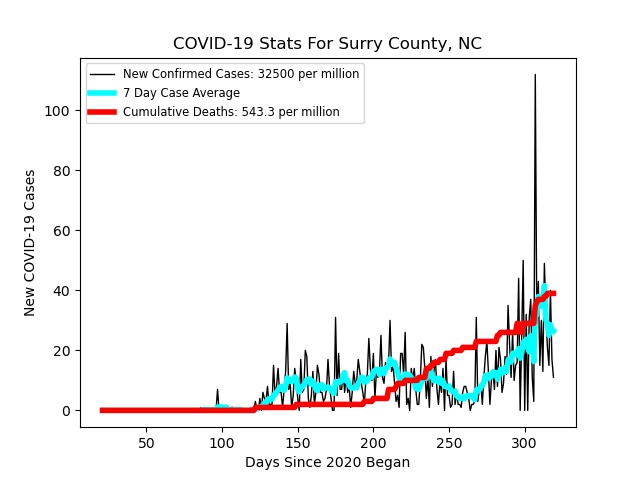 COVID-19 Stats For Surry County, NC
New Confirmed Cases: 32500 per million
7 Day Case Average
Cumulative Deaths: 543.3 per million
New COVID-19 Cases
100
80
60
40
20
0
50 100 150 200 250 300
Days Since 2020 Began